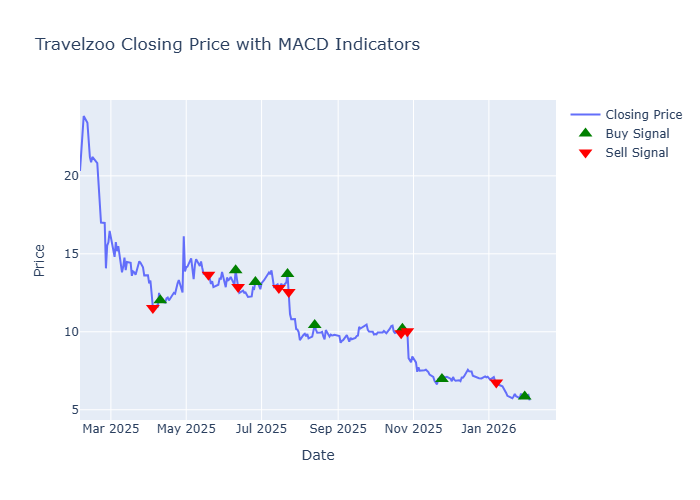 Travelzoo Closing Price with MACD Indicators
Closing Price
Buy Signal
Sell Signal
Price
20
15
10
5
Mar 2025
May 2025
Jul 2025
Sep 2025
Nov 2025
Jan 2026
Date